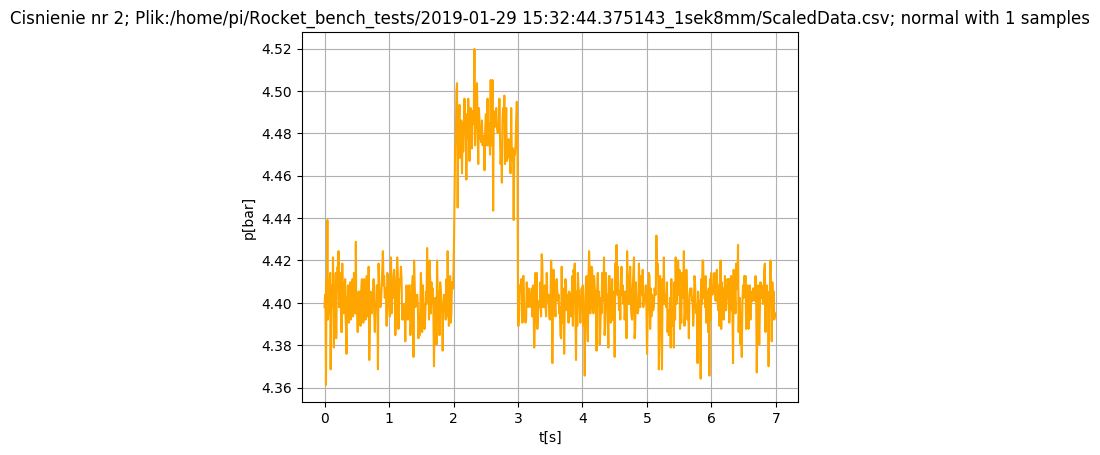 Cisnienie nr 2; Plik:/home/pi/Rocket_bench_tests/2019-01-29 15:32:44.375143_1sek8mm/ScaledData.csv; normal with 1 samples
4.52
4.50
4.48
4.46
4.44
4.42
4.40
4.38
4.36
p[bar]
0 1 2 3 4 5 6 7
t[s]